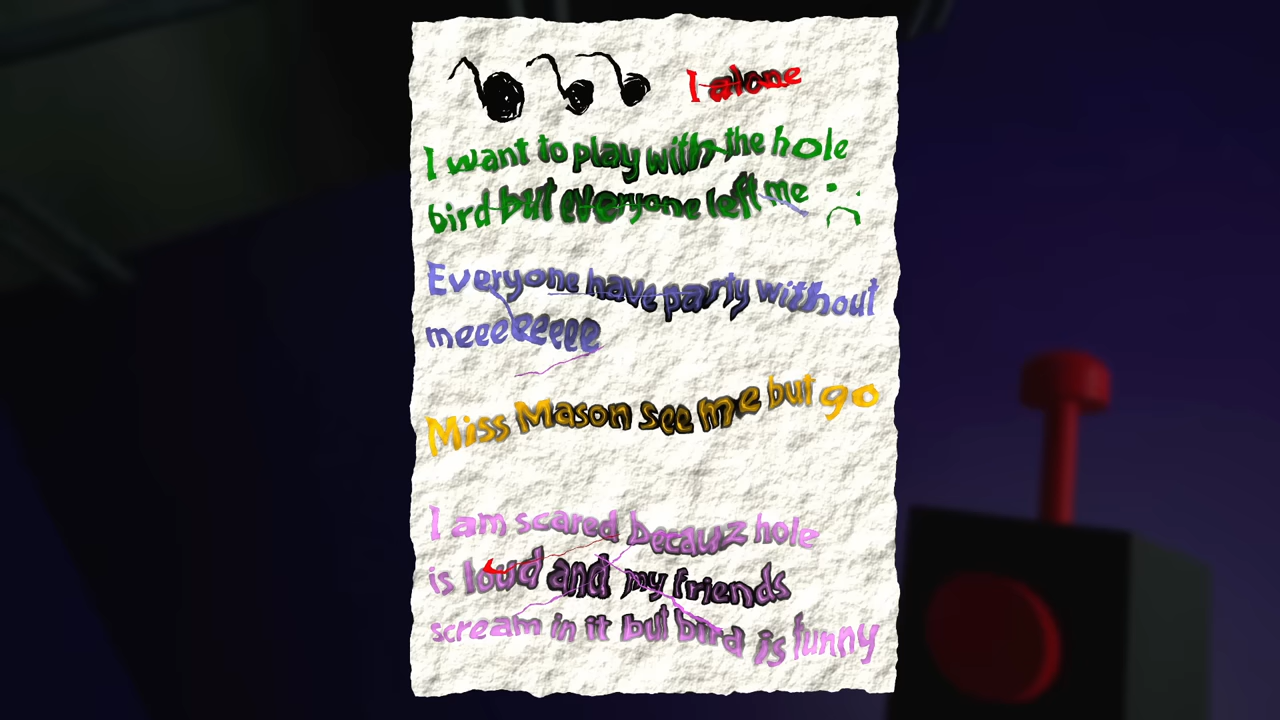 I alone
I want to play with the hole
bird but everyone left me :(
Everyone have party without
meeeeeeee
Miss Mason see me but go
I am scared becauz hole
is loud and my friends
scream in it but bird is funny